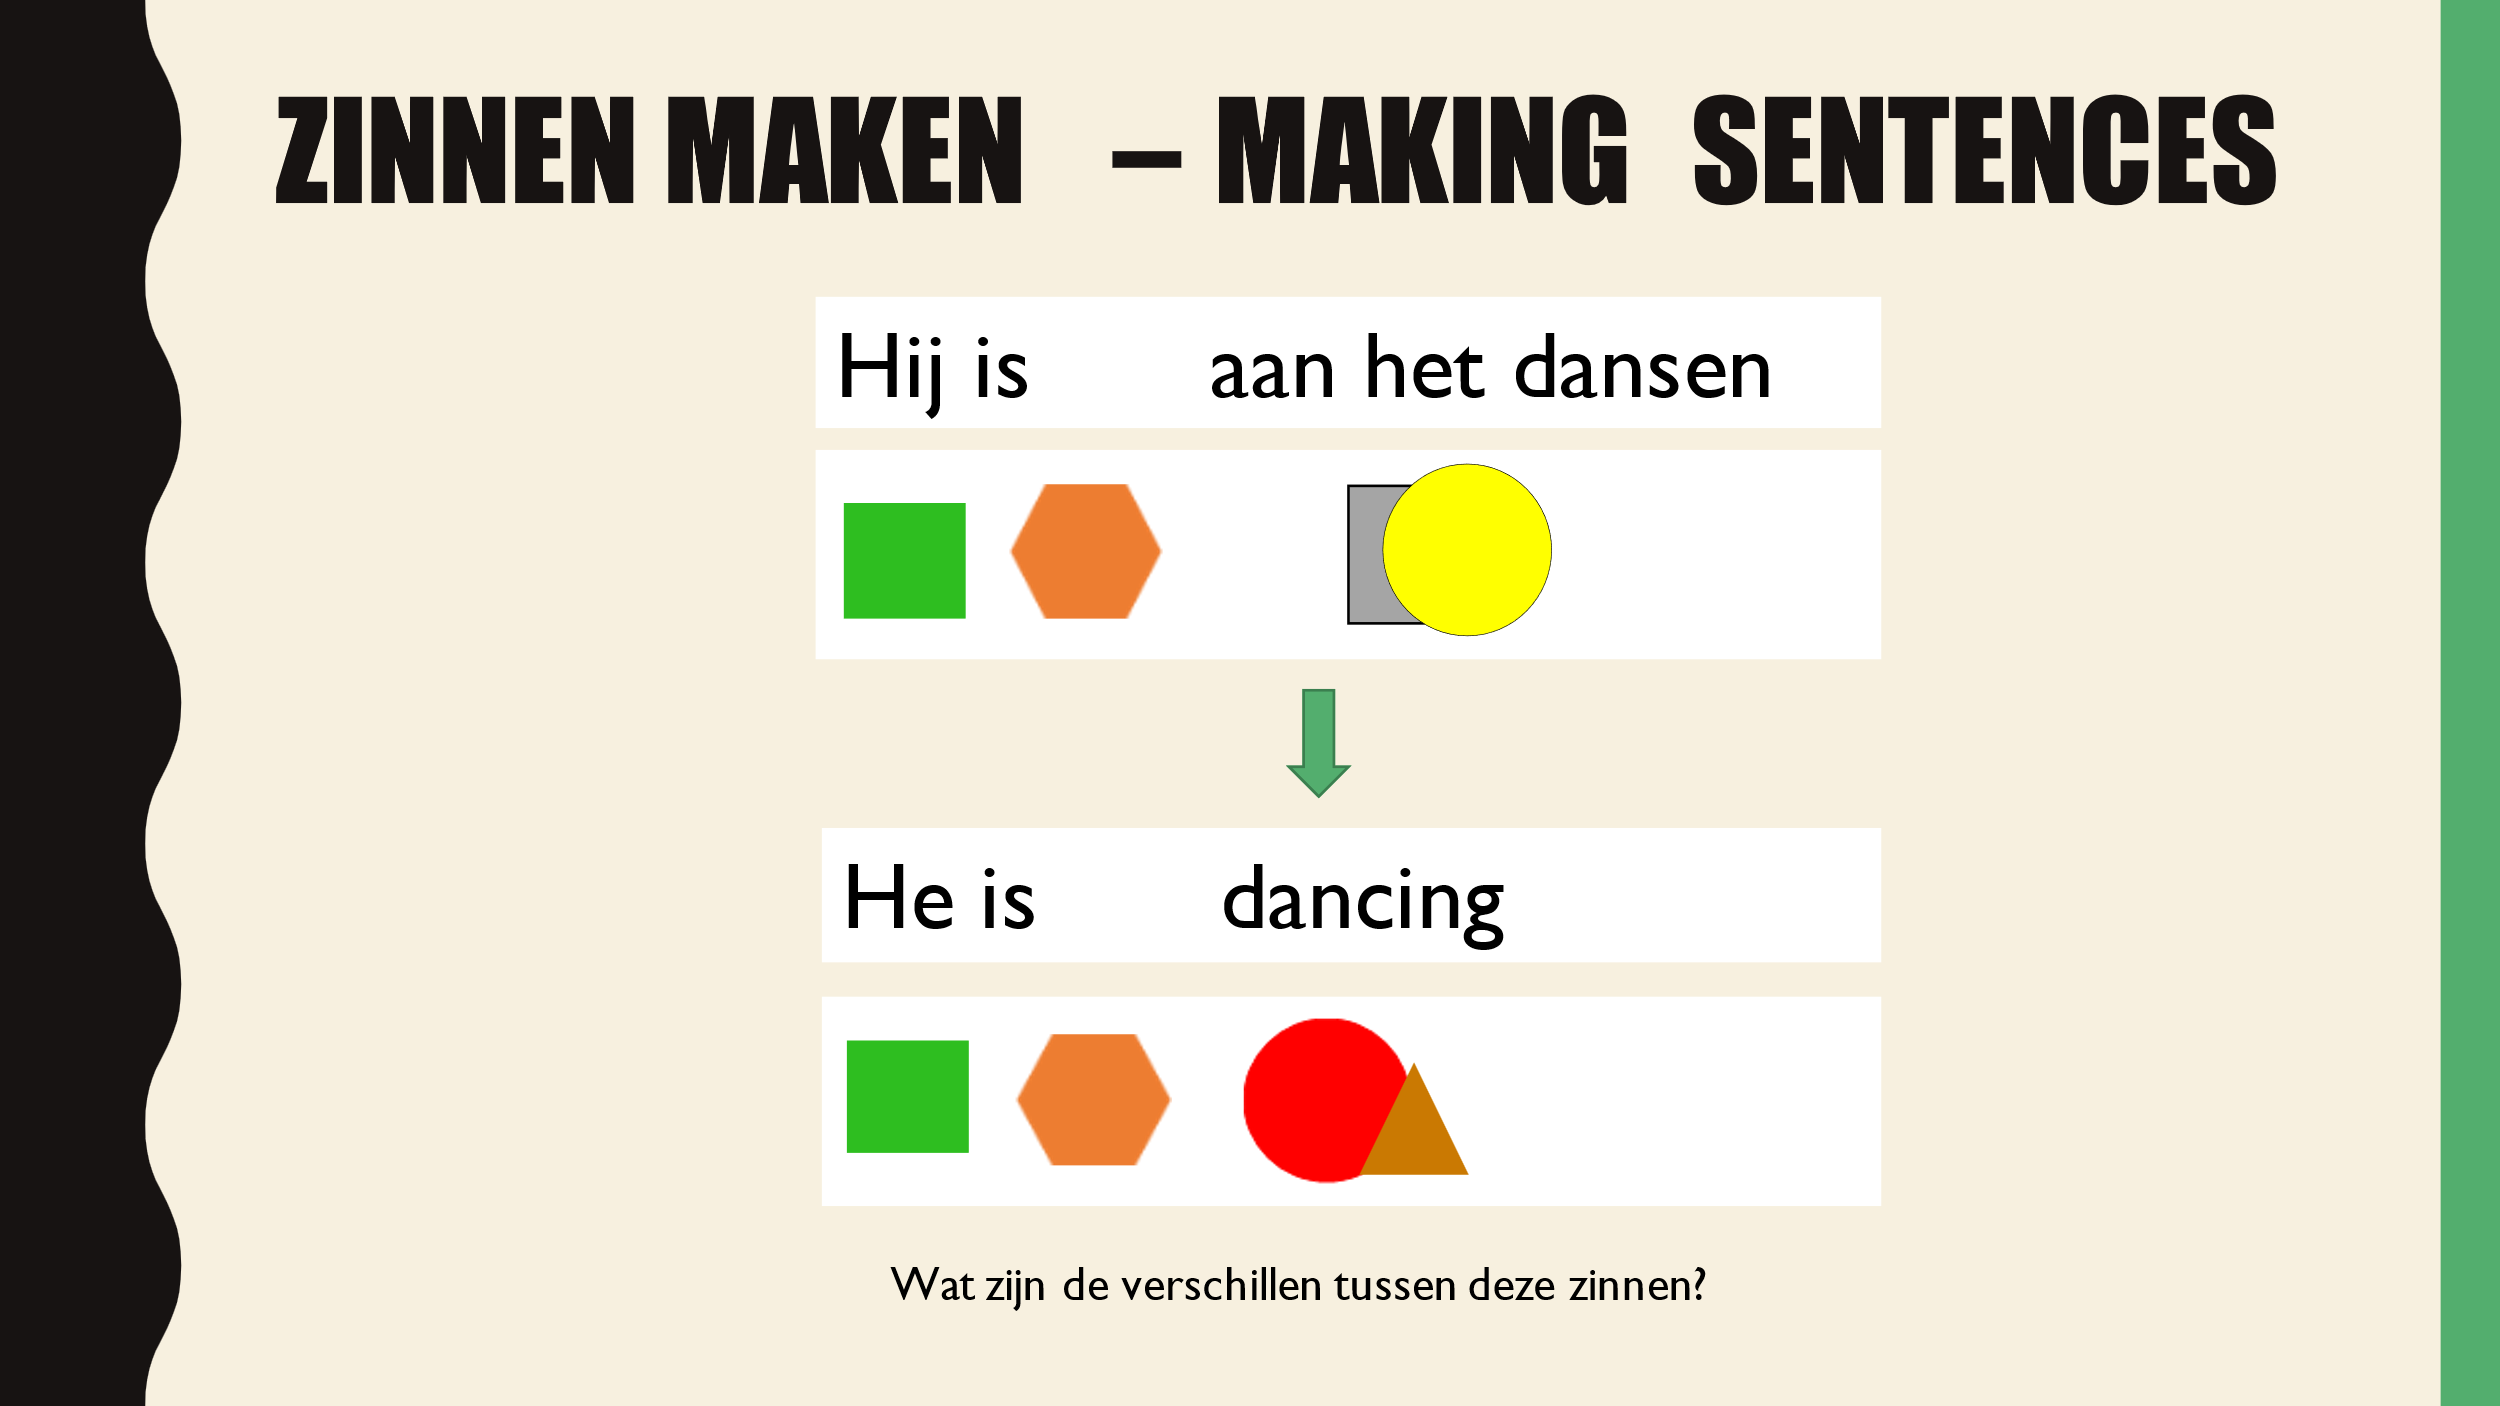 ZINNEN MAKEN – MAKING SENTENCES
Hij is aan het dansen
He is dancing
Wat zijn de verschillen tussen deze zinnen?